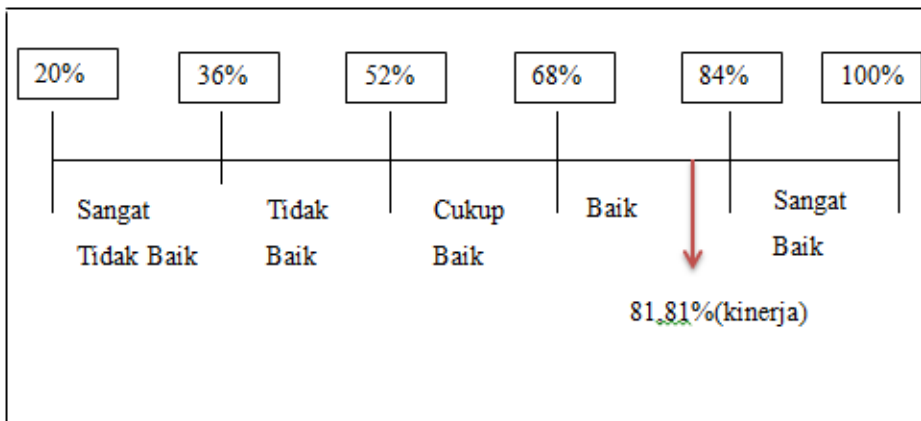 20%
36%
52%
68%
84%
100%
Sangat
Tidak Baik
Tidak
Baik
Cukup
Baik
Baik
Sangat
Baik
81,81%(kinerja)